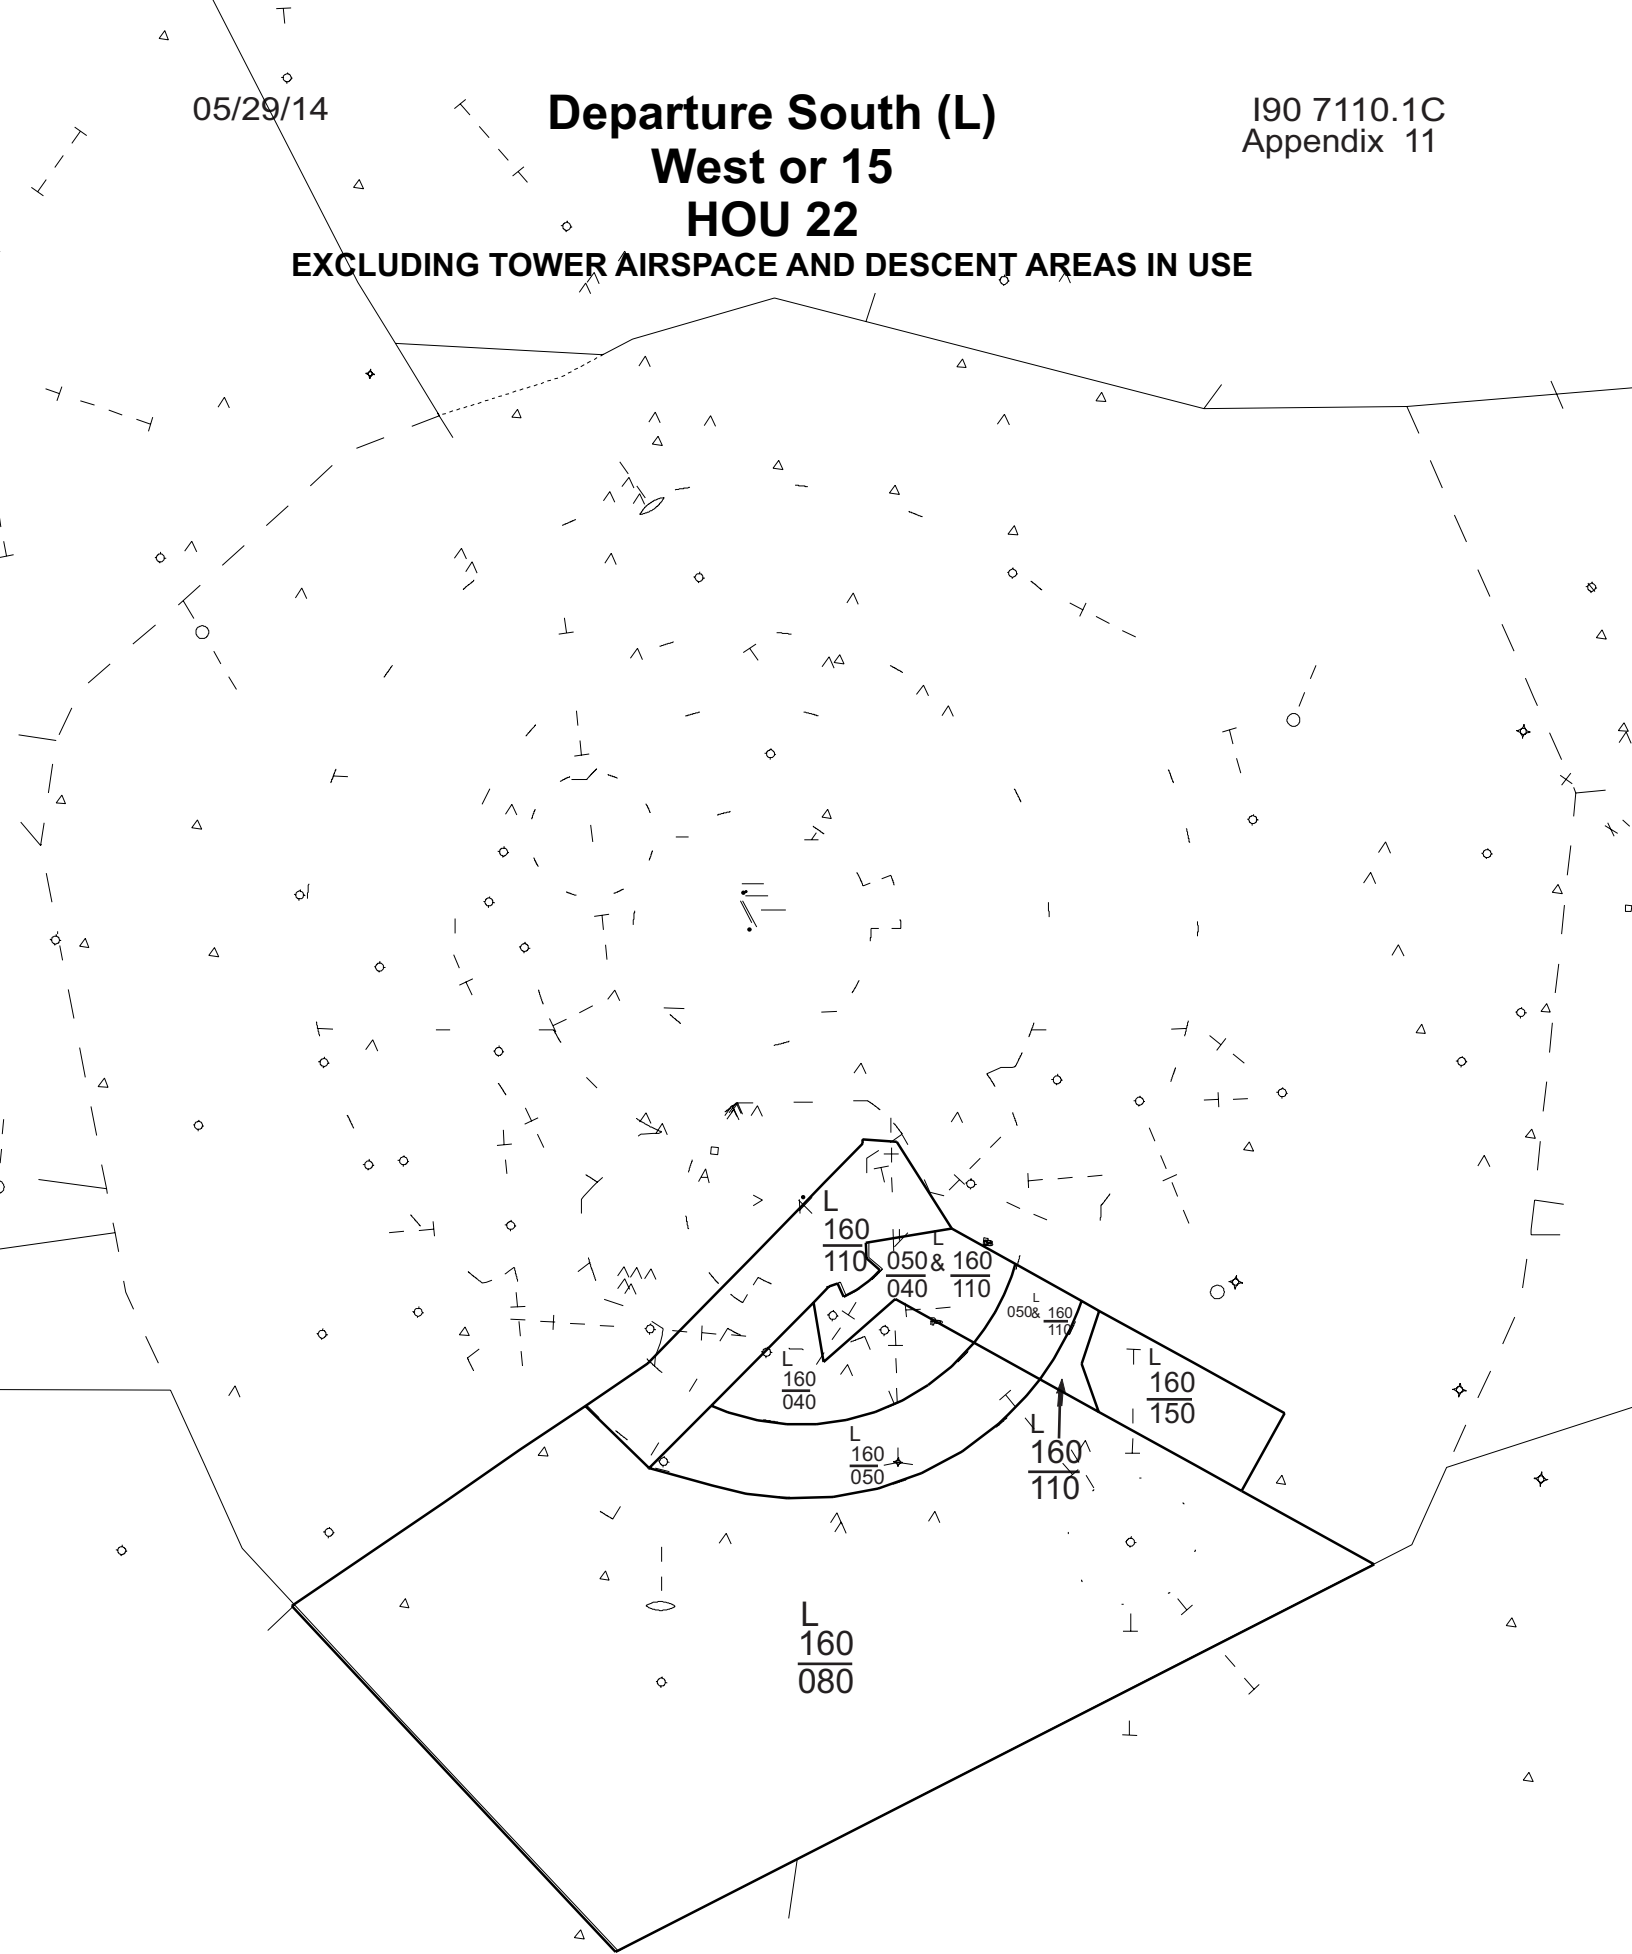 05/29/14
Departure South (L)
West or 15
HOU 22
EXCLUDING TOWER AIRSPACE AND DESCENT AREAS IN USE
I90 7110.1C
Appendix 11
L
160
110
L
050 & 160
040 110
L
050& 160
110
L
160
150
L
160
040
L
160
050
L
160
110
L
160
080